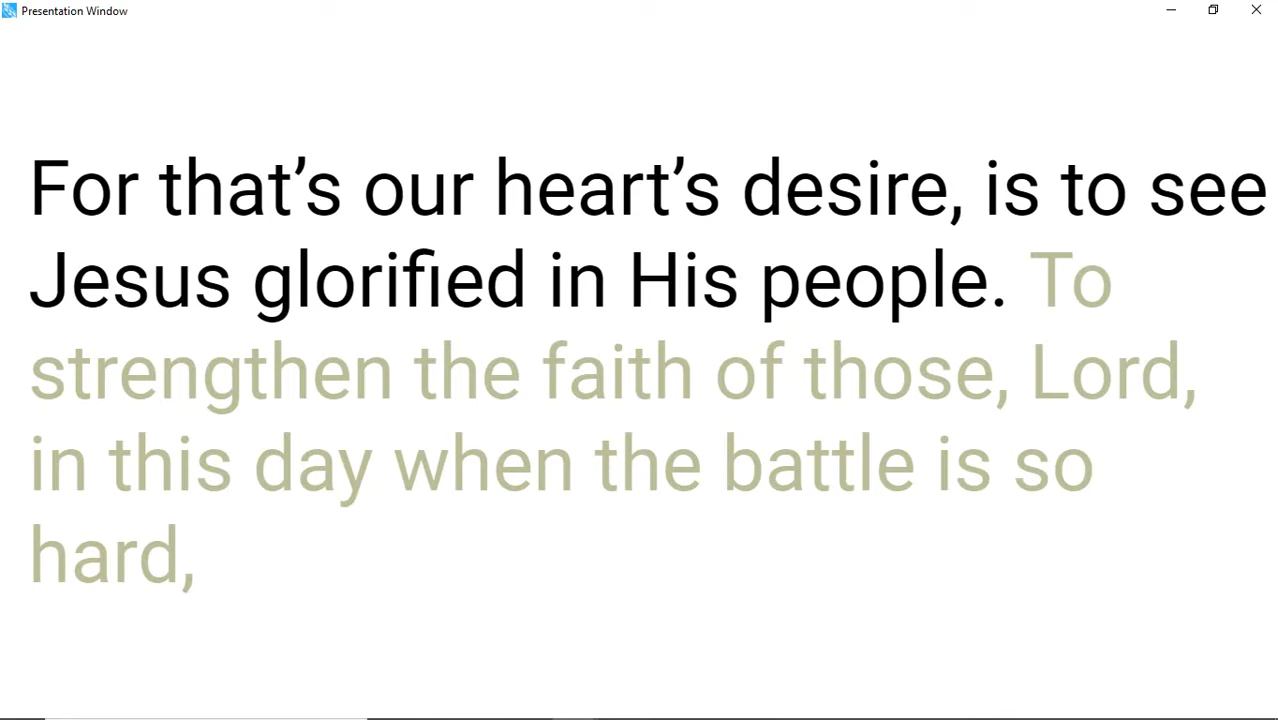 Presentation Window
For that’s our heart’s desire, is to see
Jesus glorified in His people. To
strengthen the faith of those, Lord,
in this day when the battle is so
hard,